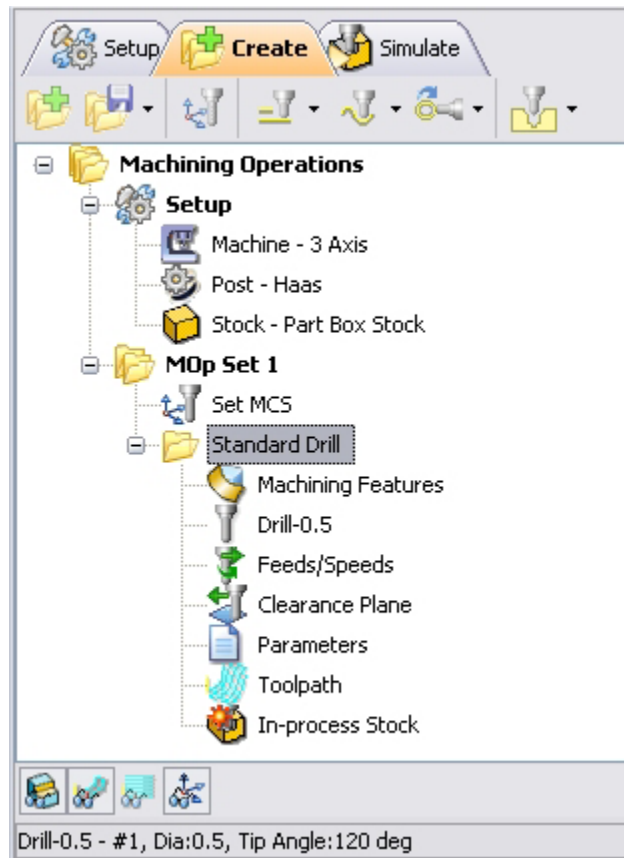 Setup Create Simulate
Machining Operations
Setup
Machine - 3 Axis
Post - Haas
Stock - Part Box Stock
MOp Set 1
Set MCS
Standard Drill
Machining Features
Drill-0.5
Feeds/Speeds
Clearance Plane
Parameters
Toolpath
In-process Stock
Drill-0.5 - #1, Dia:0.5, Tip Angle:120 deg